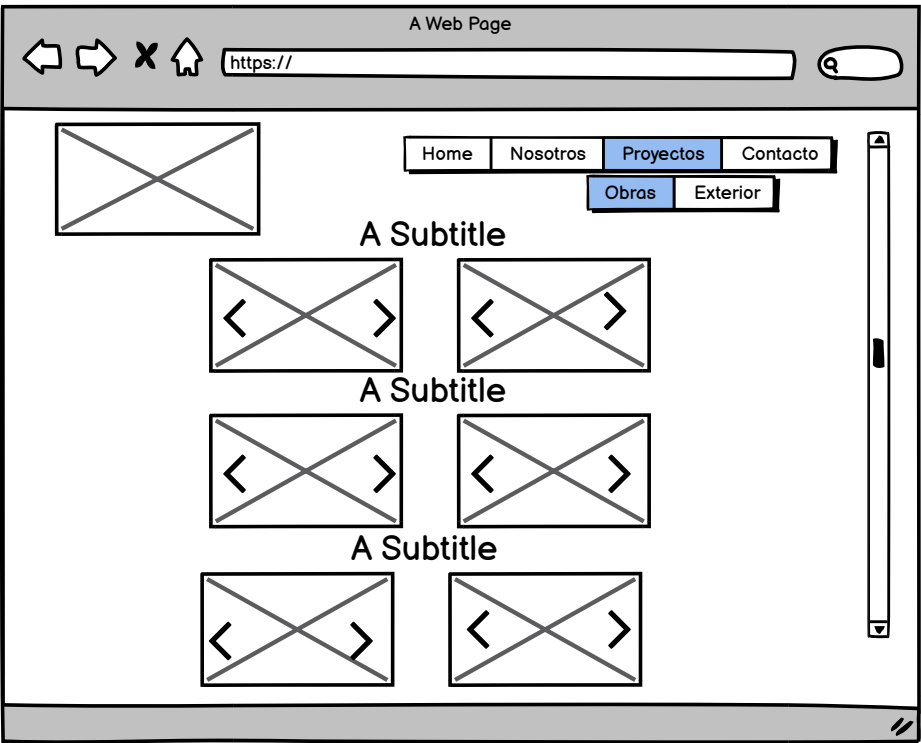 A Web Page
https://
Home Nosotros Proyectos Contacto
Obras Exterior
A Subtitle
A Subtitle
A Subtitle